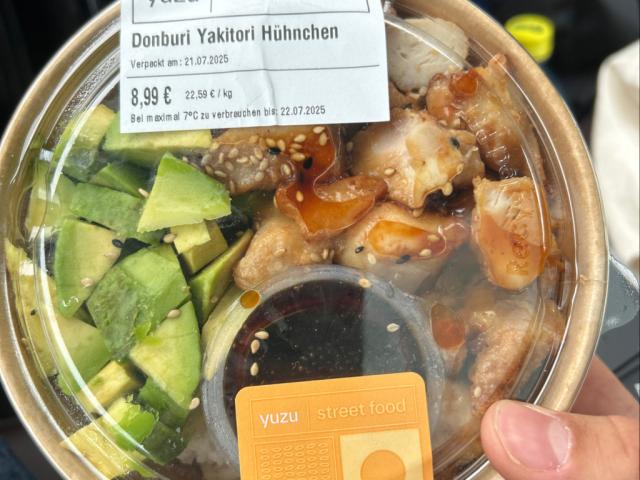 yuzu
Donburi Yakitori Hühnchen
Verpackt am: 21.07.2025
8,99 € 22,59 € / kg
Bei maximal 7°C zu verbrauchen bis: 22.07.2025
yuzu street food